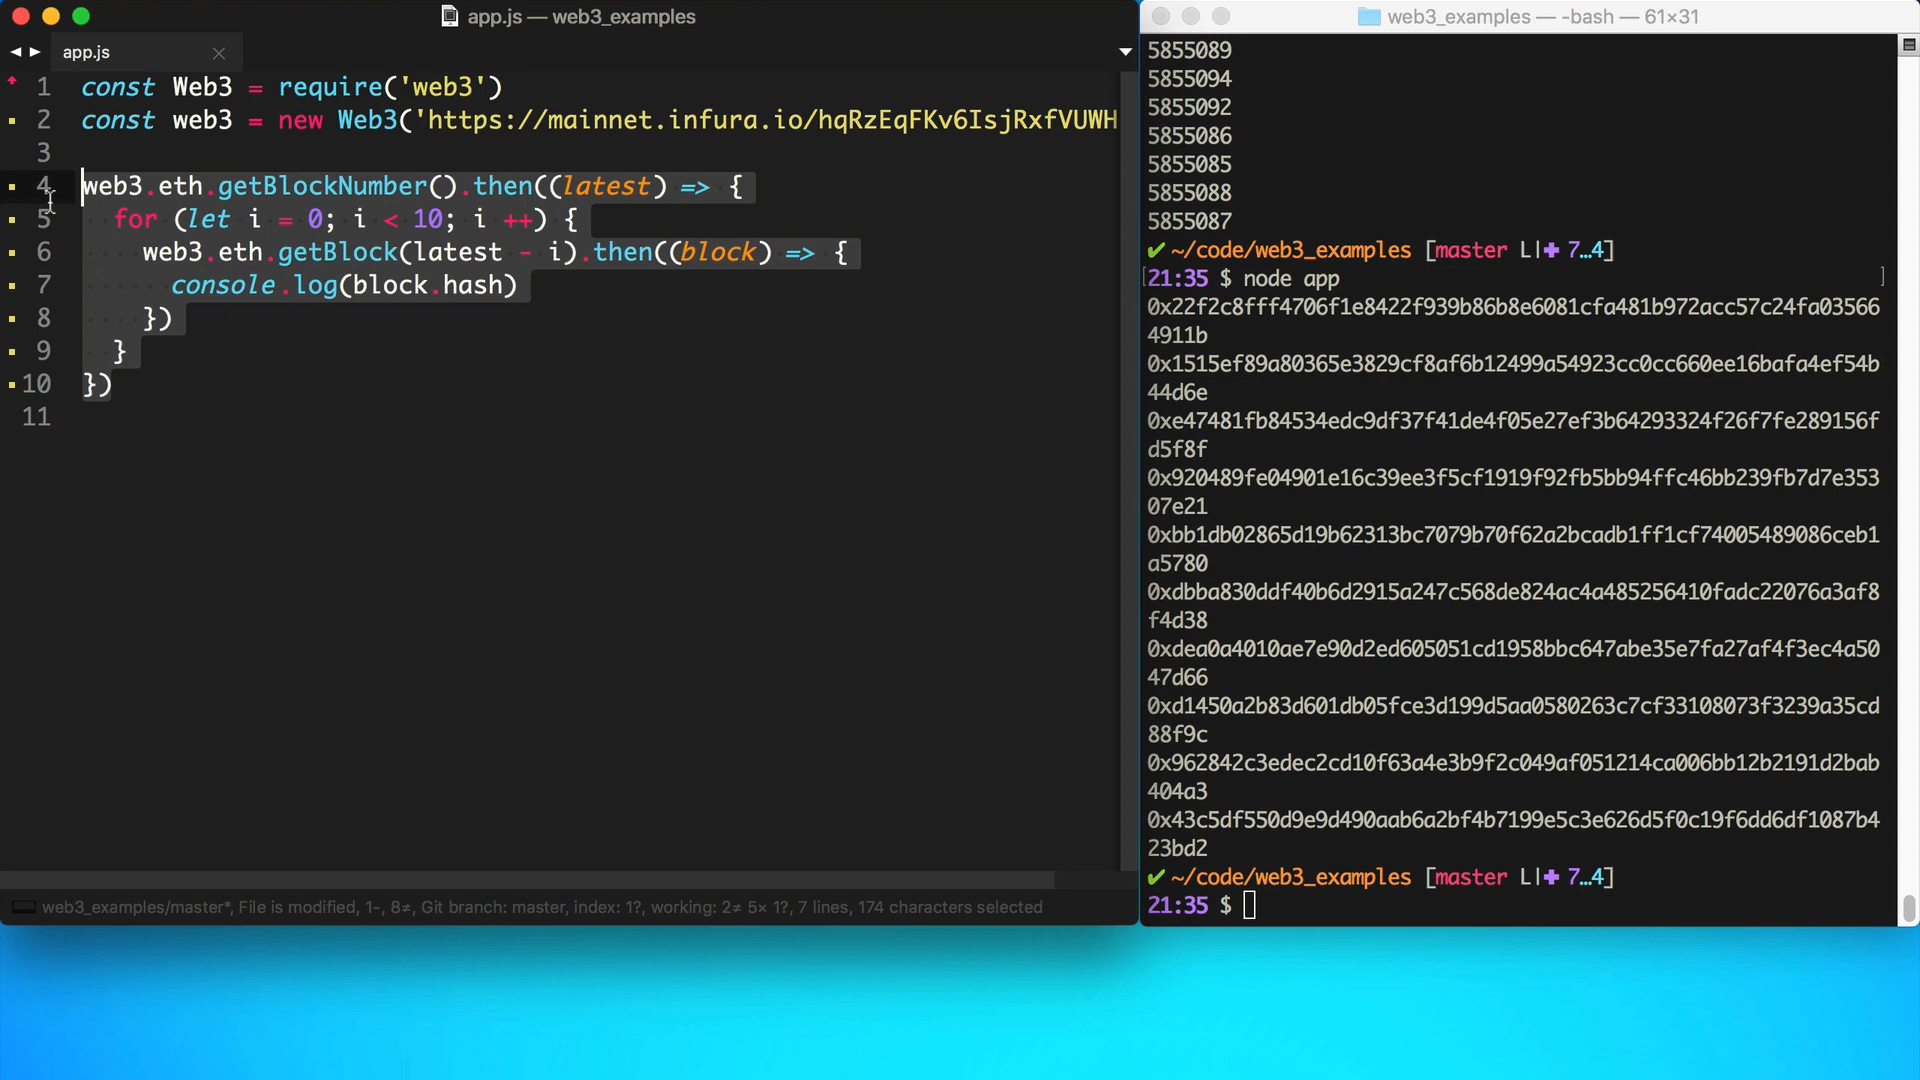 app.js — web3_examples
app.js
1 const Web3 = require('web3')
2 const web3 = new Web3('https://mainnet.infura.io/hqRzEqFKv6IsjRxfVUWH
3
4 web3.eth.getBlockNumber().then((latest) => {
5 for (let i = 0; i < 10; i ++) {
6 web3.eth.getBlock(latest - i).then((block) => {
7 console.log(block.hash)
8 })
9 }
10 })
11
web3_examples/master*, File is modified, 1-, 8≠, Git branch: master, index: 1?, working: 2≠ 5× 1?, 7 lines, 174 characters selected
web3_examples — -bash — 61×31
5855089
5855094
5855092
5855086
5855085
5855088
5855087
✔ ~/code/web3_examples [master L|✚ 7…4]
[21:35 $ node app ]
0x22f2c8fff4706f1e8422f939b86b8e6081cfa481b972acc57c24fa03566
4911b
0x1515ef89a80365e3829cf8af6b12499a54923cc0cc660ee16bafa4ef54b
44d6e
0xe47481fb84534edc9df37f41de4f05e27ef3b64293324f26f7fe289156f
d5f8f
0x920489fe04901e16c39ee3f5cf1919f92fb5bb94ffc46bb239fb7d7e353
07e21
0xbb1db02865d19b62313bc7079b70f62a2bcadb1ff1cf74005489086ceb1
a5780
0xdbba830ddf40b6d2915a247c568de824ac4a485256410fadc22076a3af8
f4d38
0xdea0a4010ae7e90d2ed605051cd1958bbc647abe35e7fa27af4f3ec4a50
47d66
0xd1450a2b83d601db05fce3d199d5aa0580263c7cf33108073f3239a35cd
88f9c
0x962842c3edec2cd10f63a4e3b9f2c049af051214ca006bb12b2191d2bab
404a3
0x43c5df550d9e9d490aab6a2bf4b7199e5c3e626d5f0c19f6dd6df1087b4
23bd2
✔ ~/code/web3_examples [master L|✚ 7…4]
21:35 $